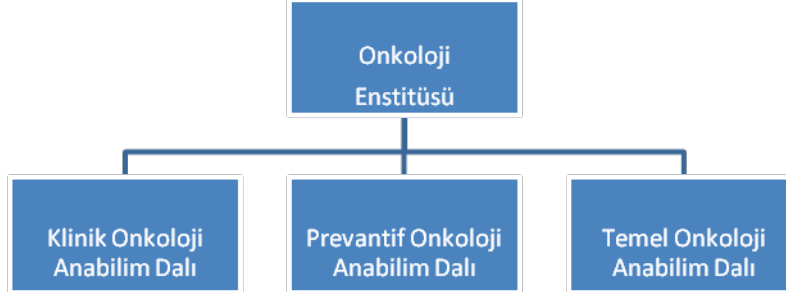 Onkoloji
Enstitüsü
Klinik Onkoloji
Anabilim Dalı
Prevantif Onkoloji
Anabilim Dalı
Temel Onkoloji
Anabilim Dalı